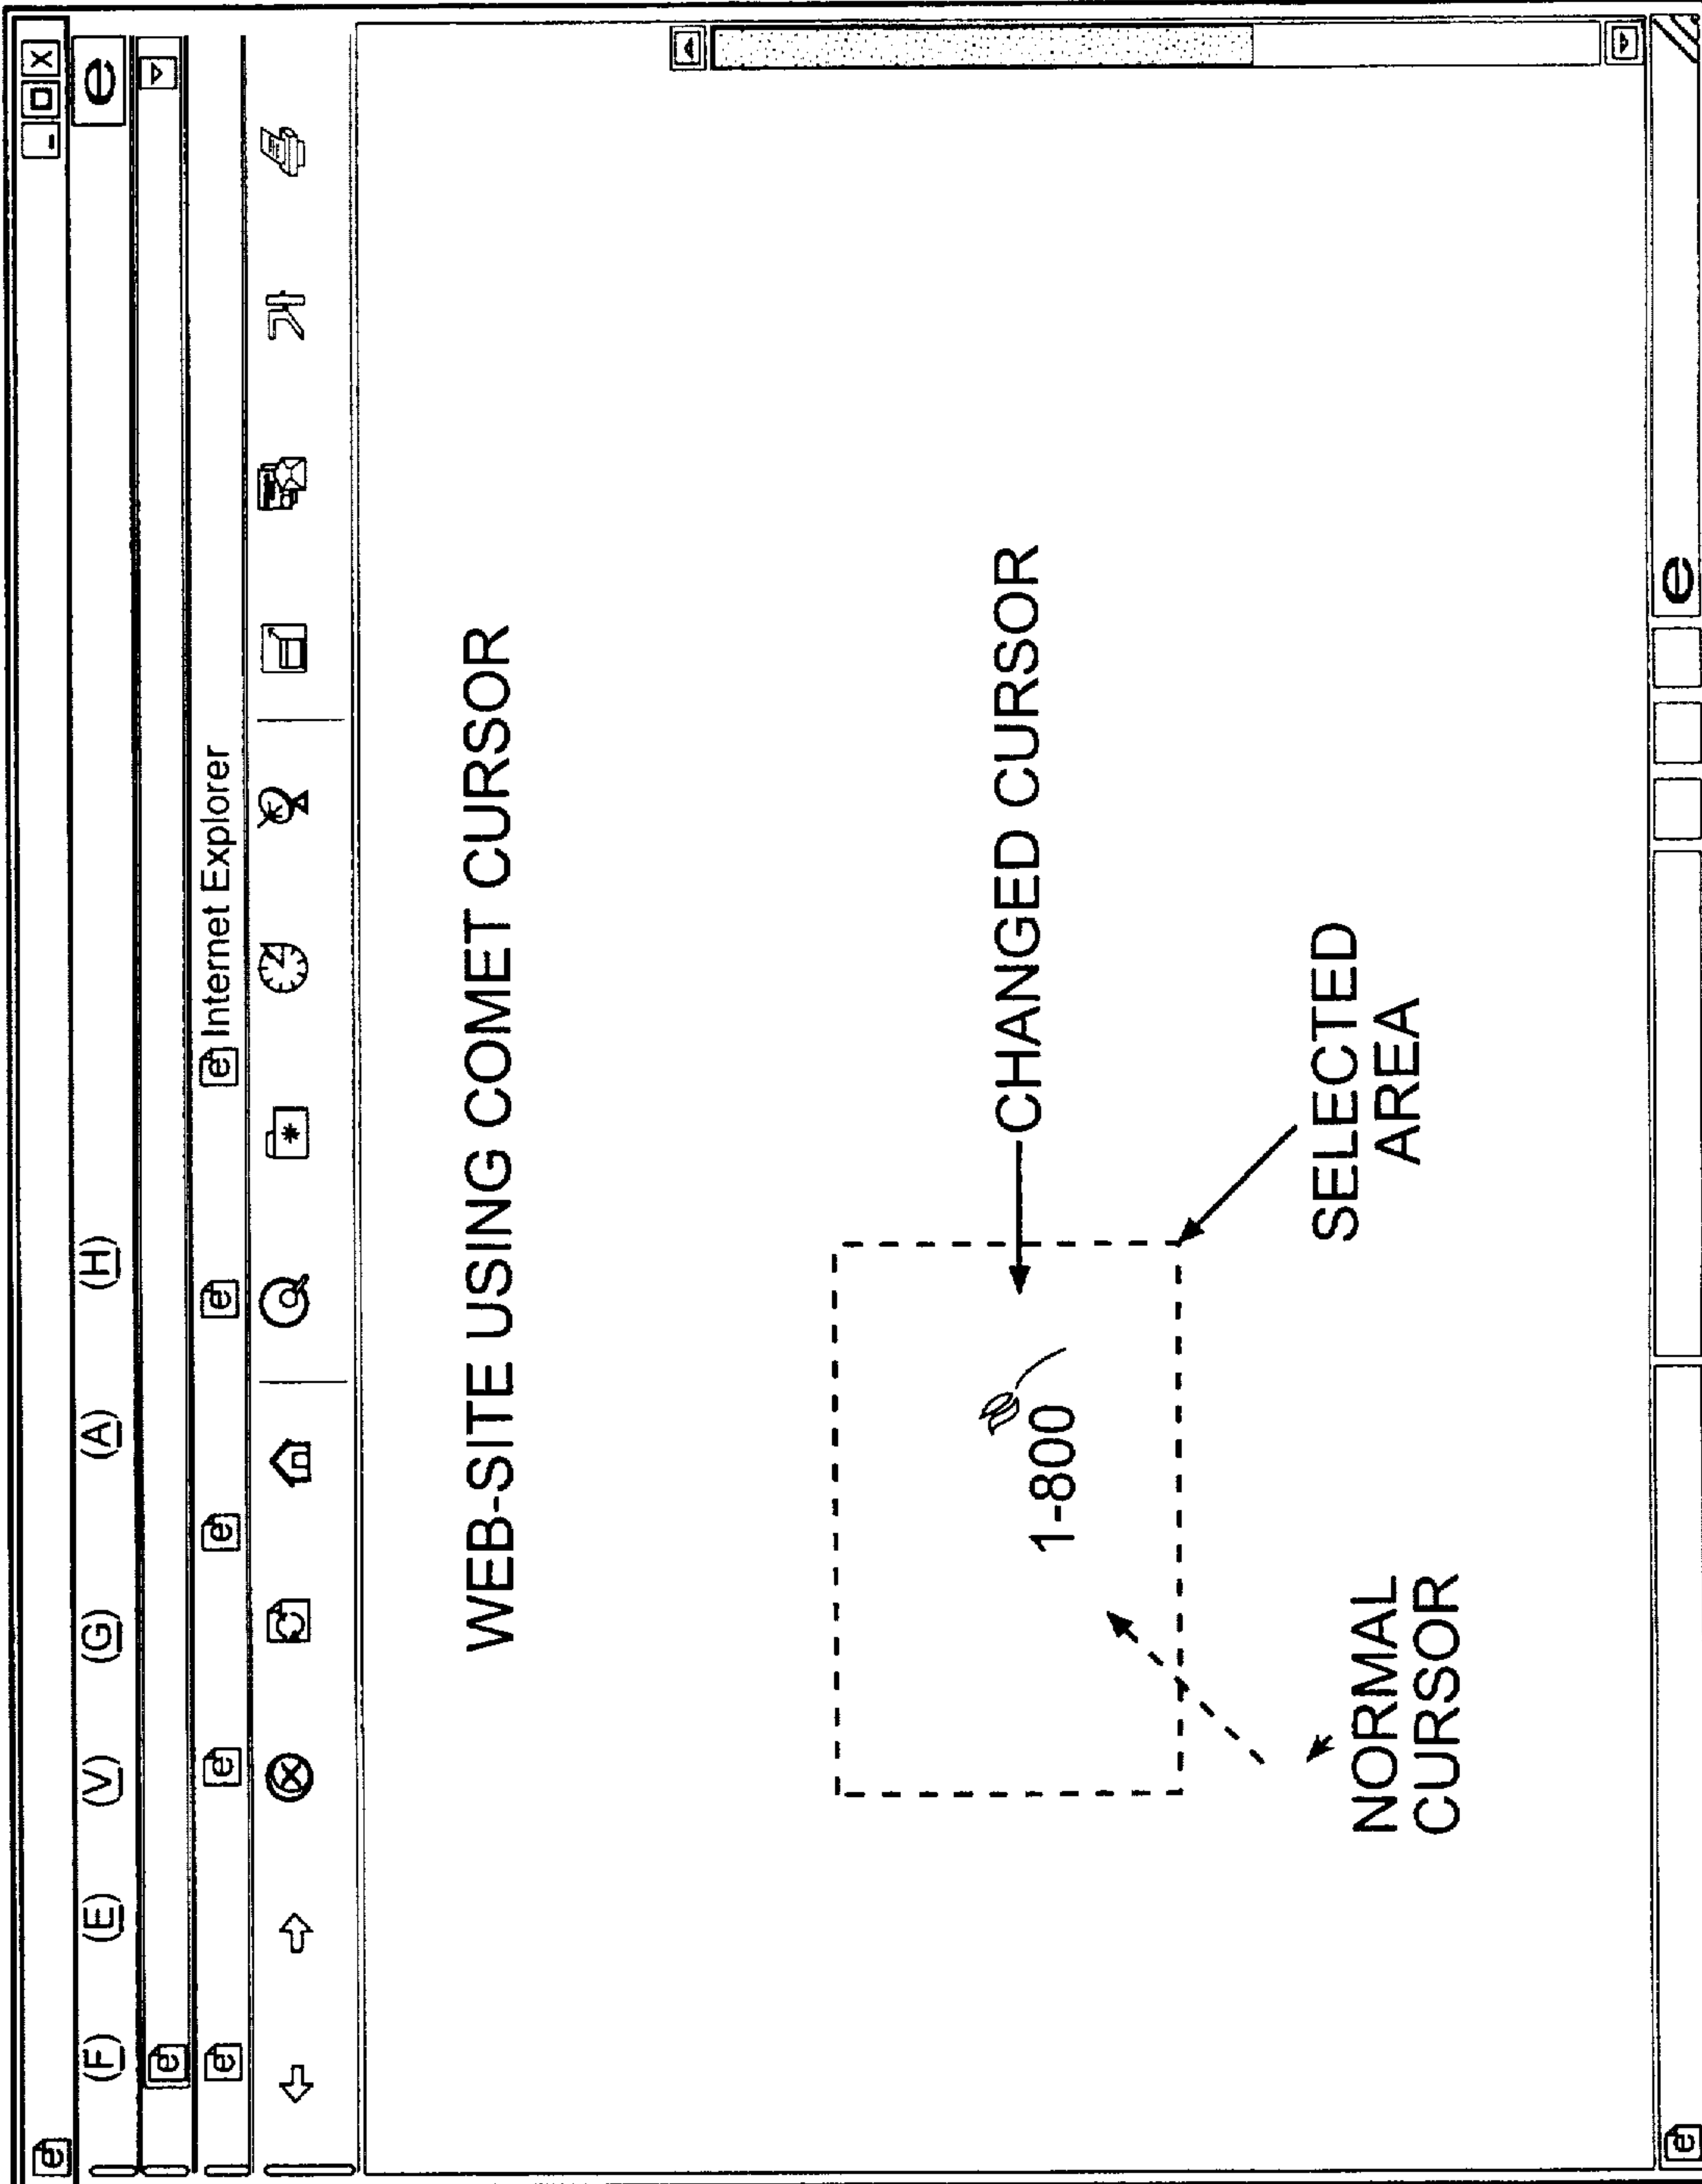 (F) (E) (V) (G) (A) (H)
Internet Explorer
WEB-SITE USING COMET CURSOR
1-800
CHANGED CURSOR
SELECTED
AREA
NORMAL
CURSOR